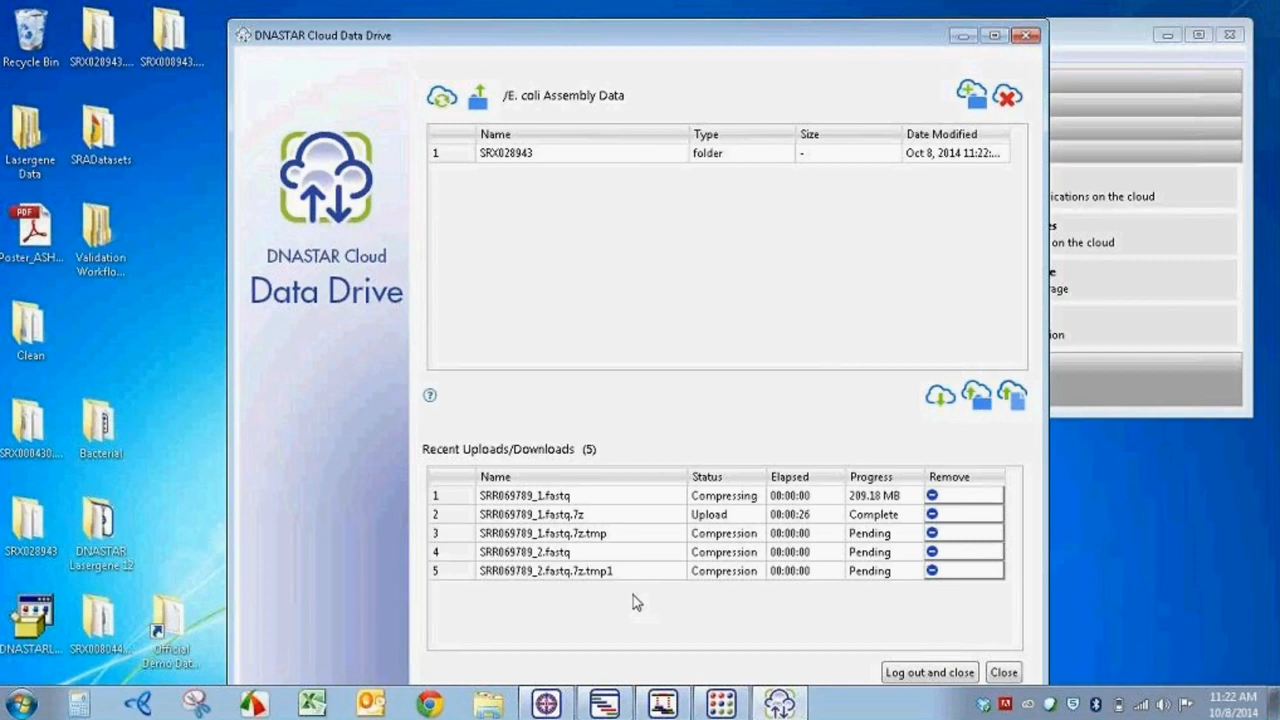 DNASTAR Cloud Data Drive
Recycle Bin
SRX028943....
SRX008943....
Lasergene
Data
SRADatasets
PDF
Poster_ASH...
Validation
Workflo...
Clean
SRX000430....
Bacterial
SRX028943
DNASTAR
Lasergene 12
DNASTARL...
SRX008044....
Official
Demo Dat...
DNASTAR Cloud
Data Drive
/E. coli Assembly Data
Name Type Size Date Modified
1 SRX028943 folder - Oct 8, 2014 11:22:...
Recent Uploads/Downloads (5)
Name Status Elapsed Progress Remove
1 SRR069789_1.fastq Compressing 00:00:00 209.18 MB
2 SRR069789_1.fastq.7z Upload 00:00:26 Complete
3 SRR069789_1.fastq.7z.tmp Compression 00:00:00 Pending
4 SRR069789_2.fastq Compression 00:00:00 Pending
5 SRR069789_2.fastq.7z.tmp1 Compression 00:00:00 Pending
Log out and close Close
ications on the cloud
es
on the cloud
e
age
ion
11:22 AM
10/8/2014